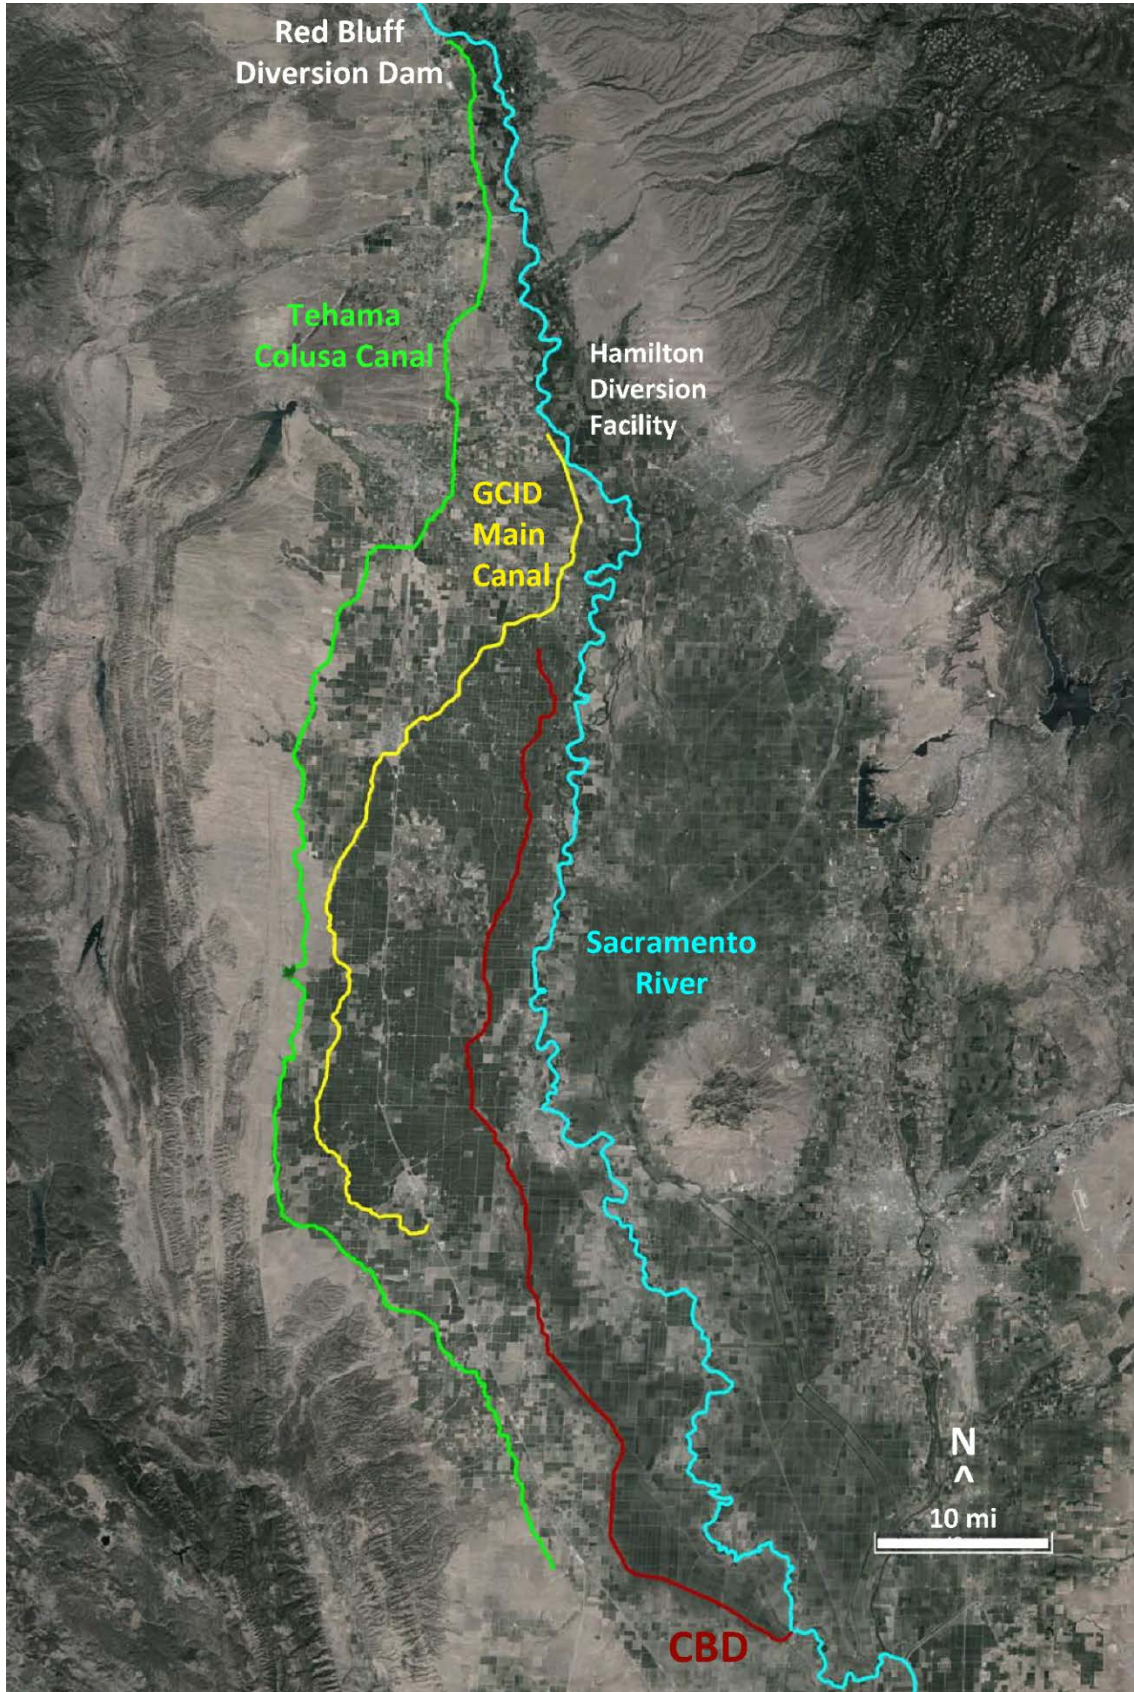 Red Bluff
Diversion Dam
Tehama
Colusa Canal
Hamilton
Diversion
Facility
GCID
Main
Canal
Sacramento
River
N
^
10 mi
CBD